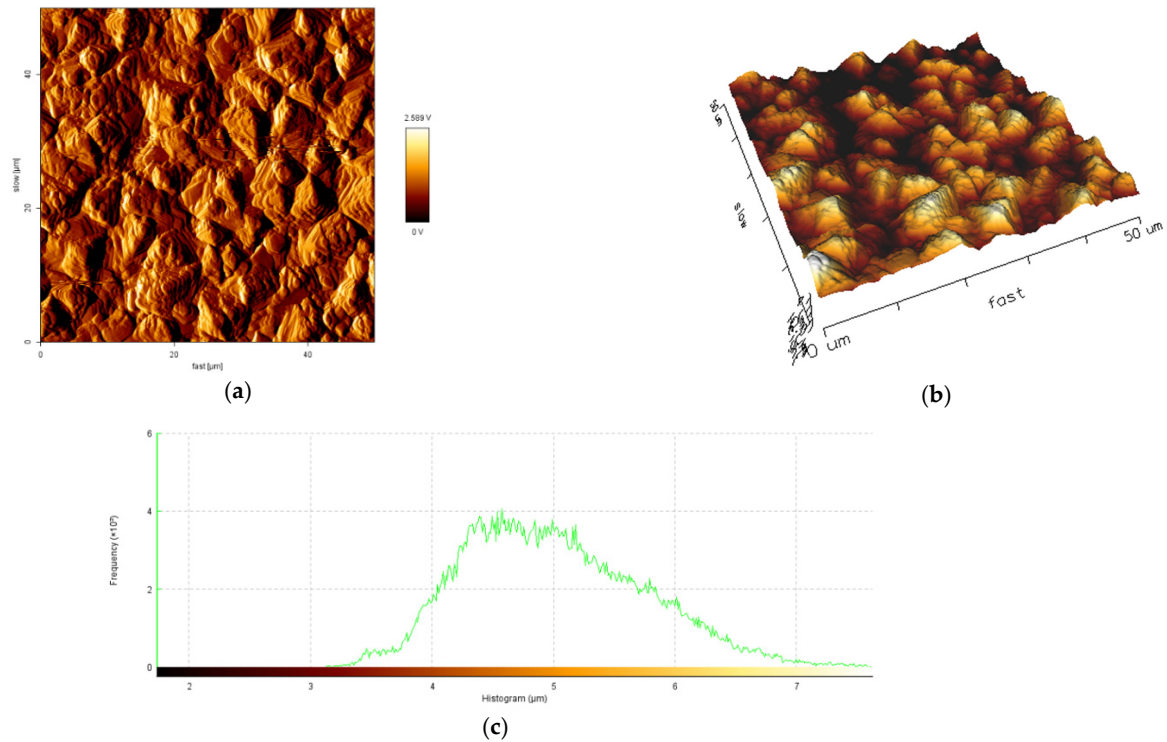 40
20
0
slow [µm]
0
20
40
fast [µm]
2.589 V
0 V
(a)
slow
fast
0 um
50 um
(b)
6
4
2
0
Frequency (×10³)
2
3
4
5
6
7
Histogram (µm)
(c)